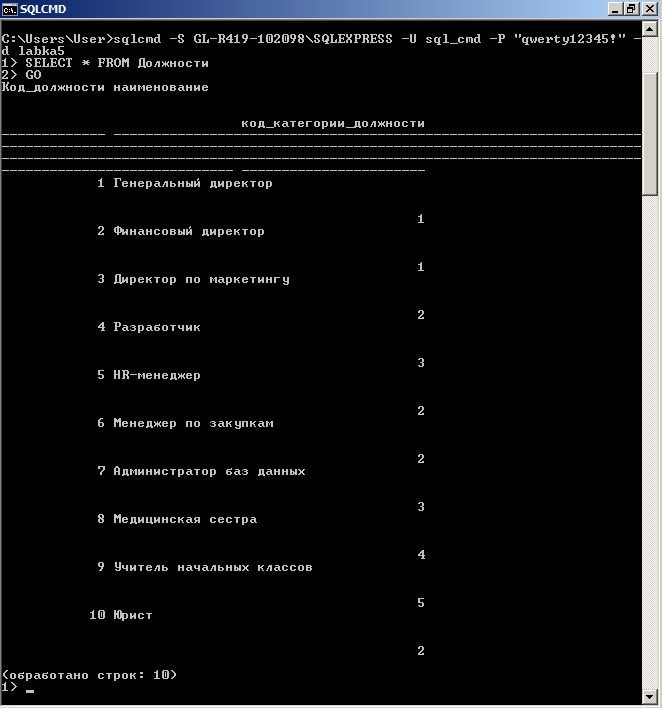 SQLCMD
C:\Users\User>sqlcmd -S GL-R419-102098\SQLEXPRESS -U sql_cmd -P "qwerty12345!" -
d labka5
1> SELECT * FROM Должности
2> GO
Код_должности наименование
код_категории_должности
------------- ------------------------------------------------------------------
--------------------------------------------------------------------------------
--------------------------------------------------------------------------------
----------------------------- -----------------------
1 Генеральный директор
1
2 Финансовый директор
1
3 Директор по маркетингу
2
4 Разработчик
3
5 HR-менеджер
2
6 Менеджер по закупкам
2
7 Администратор баз данных
3
8 Медицинская сестра
4
9 Учитель начальных классов
5
10 Юрист
2
(обработано строк: 10)
1> _